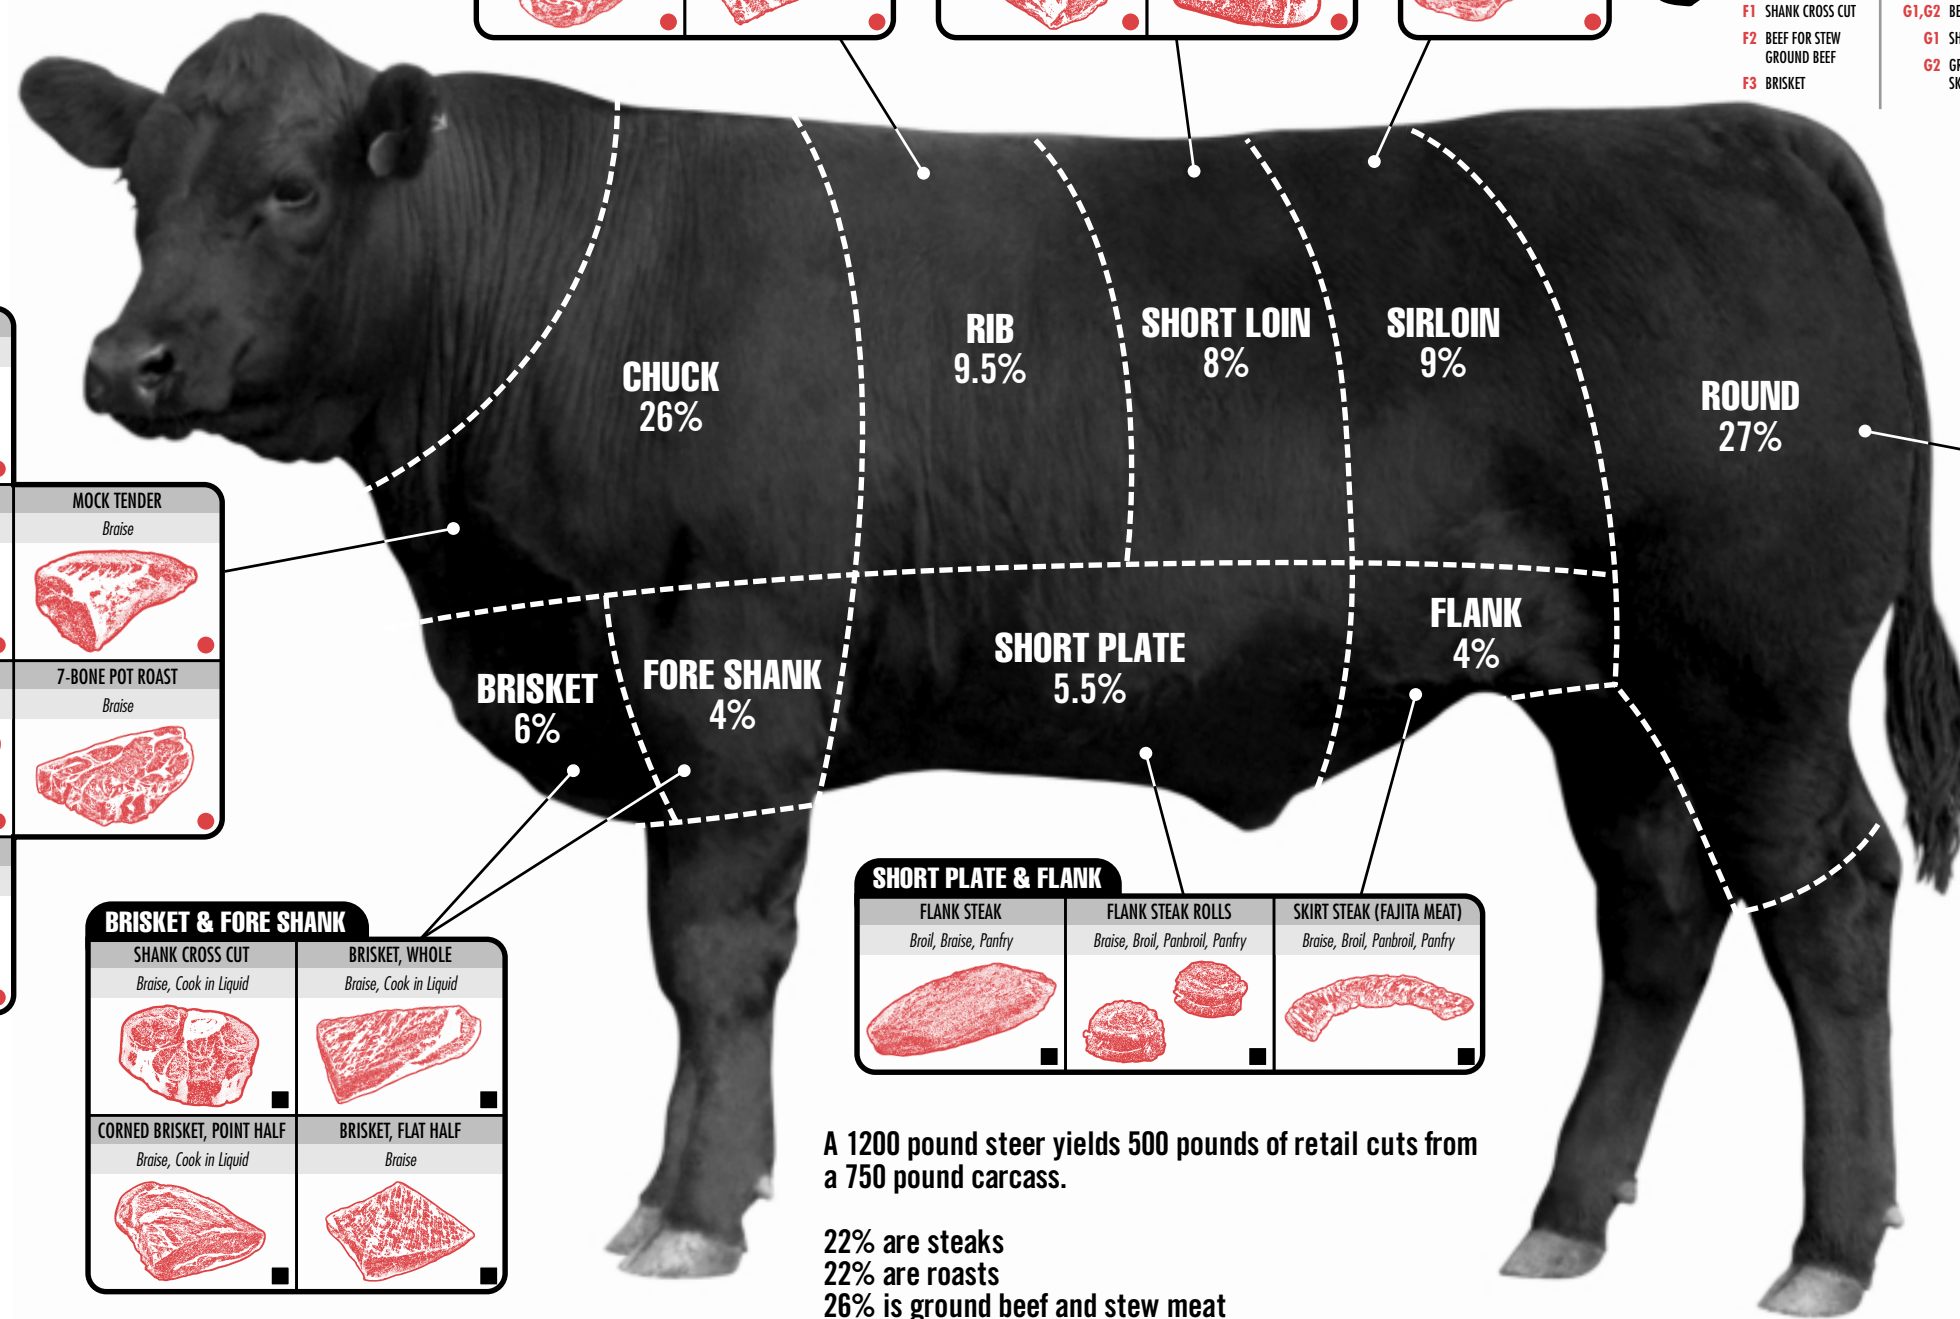 F1 SHANK CROSS CUT
F2 BEEF FOR STEW
GROUND BEEF
F3 BRISKET
G1,G2
G1
G2
CHUCK
26%
RIB
9.5%
SHORT LOIN
8%
SIRLOIN
9%
ROUND
27%
BRISKET
6%
FORE SHANK
4%
SHORT PLATE
5.5%
FLANK
4%
MOCK TENDER
Braise
7-BONE POT ROAST
Braise
BRISKET & FORE SHANK
SHANK CROSS CUT
Braise, Cook in Liquid
BRISKET, WHOLE
Braise, Cook in Liquid
CORNED BRISKET, POINT HALF
Braise, Cook in Liquid
BRISKET, FLAT HALF
Braise
SHORT PLATE & FLANK
FLANK STEAK
Broil, Braise, Panfry
FLANK STEAK ROLLS
Braise, Broil, Panbroil, Panfry
SKIRT STEAK (FAJITA MEAT)
Braise, Broil, Panbroil, Panfry
A 1200 pound steer yields 500 pounds of retail cuts from
a 750 pound carcass.
22% are steaks
22% are roasts
26% is ground beef and stew meat